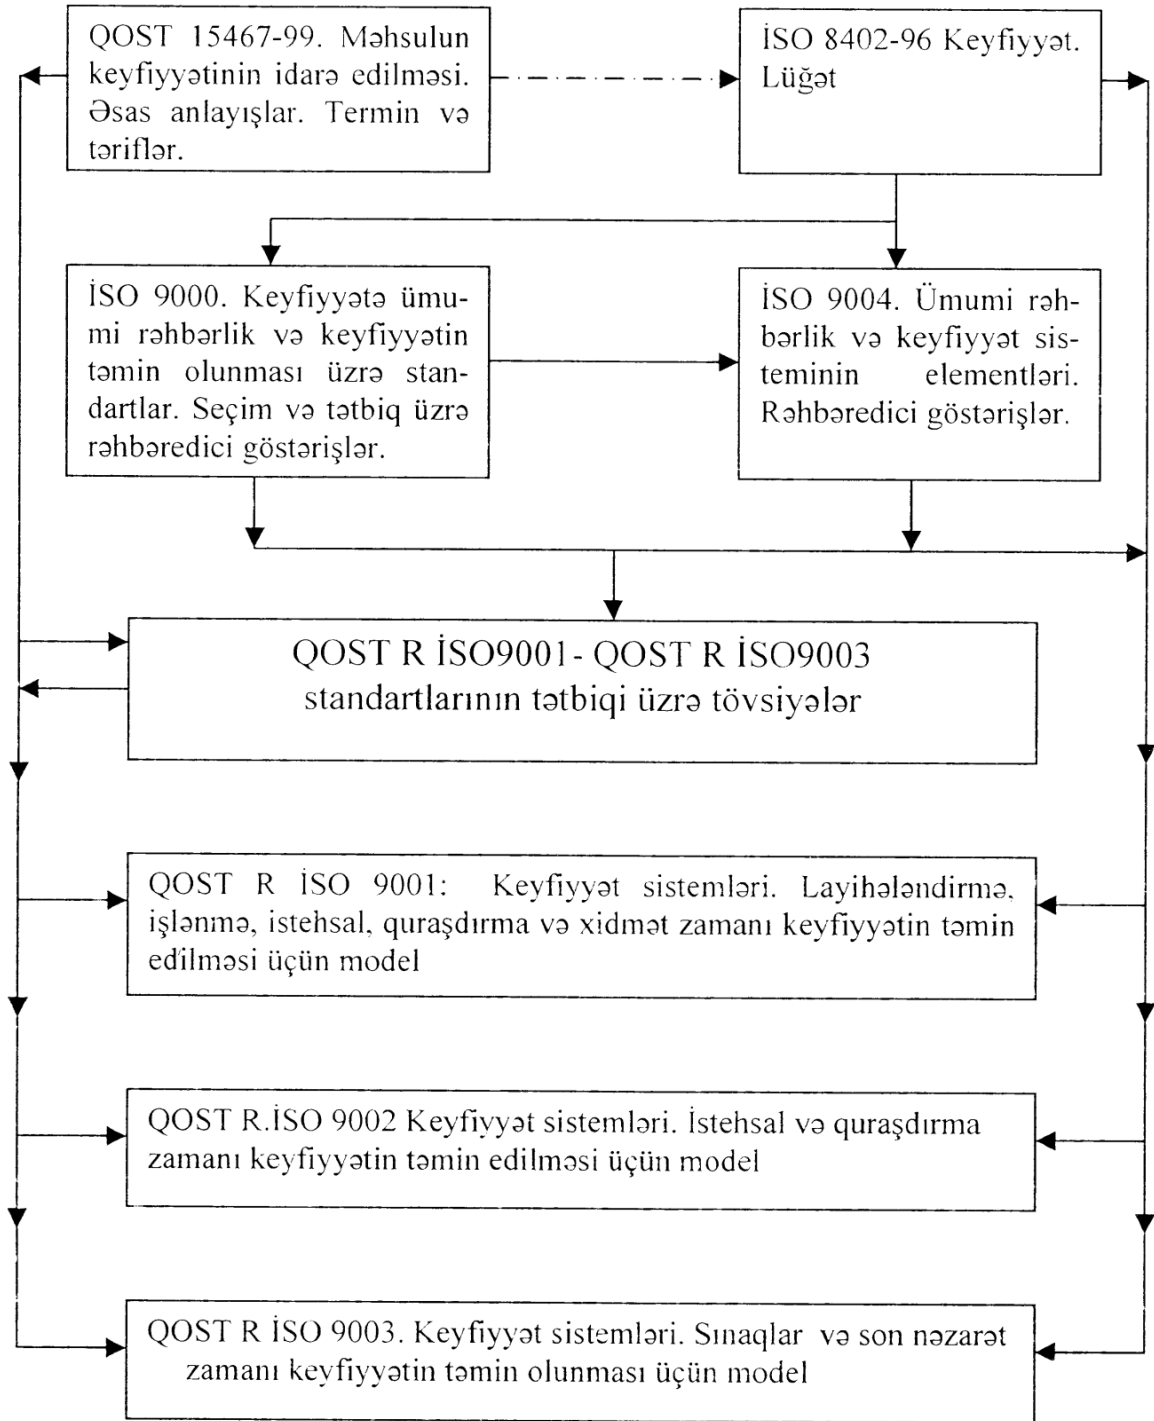 QOST 15467-99. Məhsulun
keyfiyyətinin idarə edilməsi.
Əsas anlayışlar. Termin və
təriflər.
İSO 8402-96 Keyfiyyət.
Lüğət
İSO 9000. Keyfiyyətə ümu-
mi rəhbərlik və keyfiyyətin
təmin olunması üzrə stan-
dartlar. Seçim və tətbiq üzrə
rəhbəredici göstərişlər.
İSO 9004. Ümumi rəh-
bərlik və keyfiyyət sis-
teminin elementləri.
Rəhbəredici göstərişlər.
QOST R İSO9001- QOST R İSO9003
standartlarının tətbiqi üzrə tövsiyələr
QOST R İSO 9001: Keyfiyyət sistemləri. Layihələndirmə,
işlənmə, istehsal, quraşdırma və xidmət zamanı keyfiyyətin təmin
edilməsi üçün model
QOST R.İSO 9002 Keyfiyyət sistemləri. İstehsal və quraşdırma
zamanı keyfiyyətin təmin edilməsi üçün model
QOST R İSO 9003. Keyfiyyət sistemləri. Sınaqlar və son nəzarət
zamanı keyfiyyətin təmin olunması üçün model